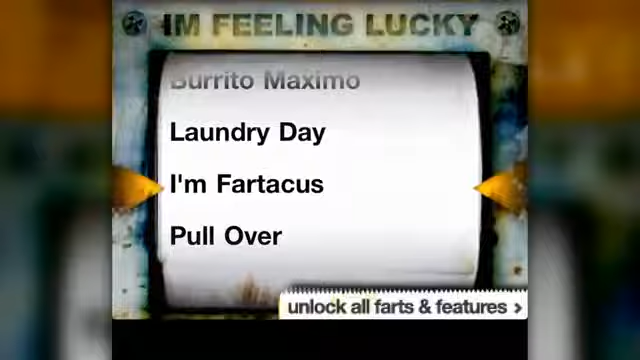 IM FEELING LUCKY
Burrito Maximo
Laundry Day
I'm Fartacus
Pull Over
unlock all farts & features >